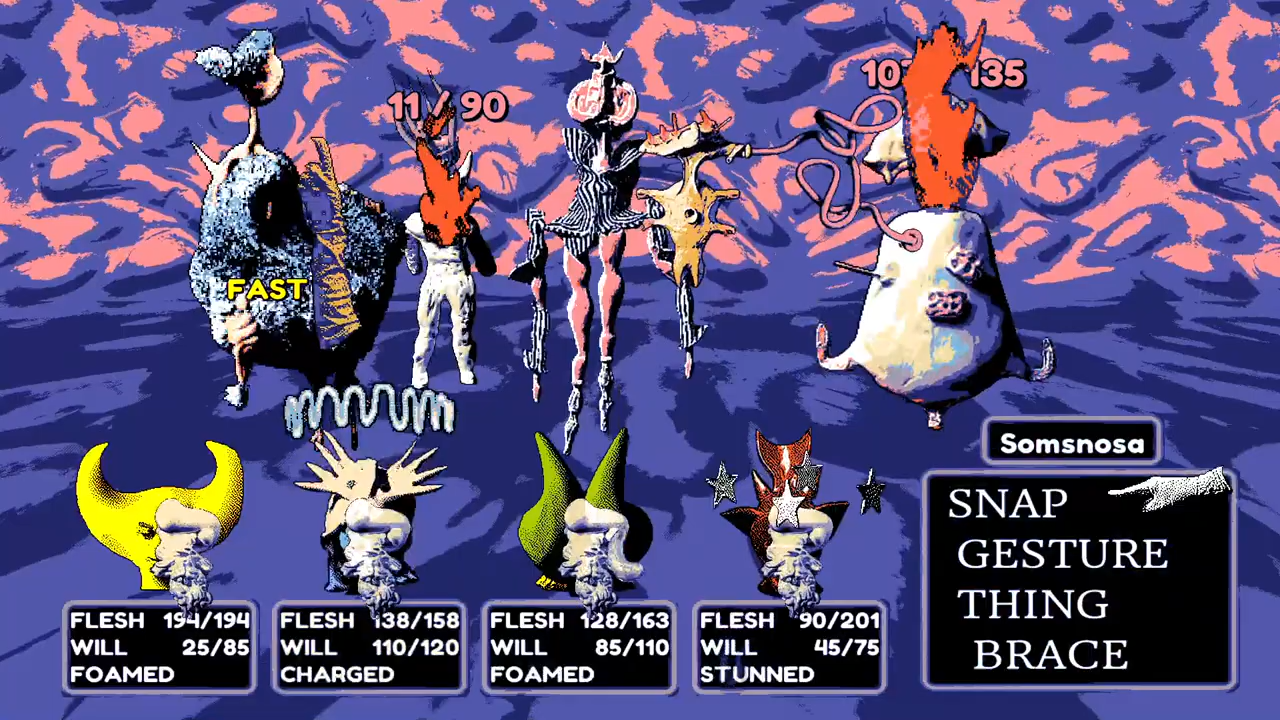 11 / 90
135
FAST
Somsnosa
SNAP
GESTURE
THING
BRACE
FLESH 194/194
WILL 25/85
FOAMED
FLESH 138/158
WILL 110/120
CHARGED
FLESH 128/163
WILL 85/110
FOAMED
FLESH 90/201
WILL 45/75
STUNNED